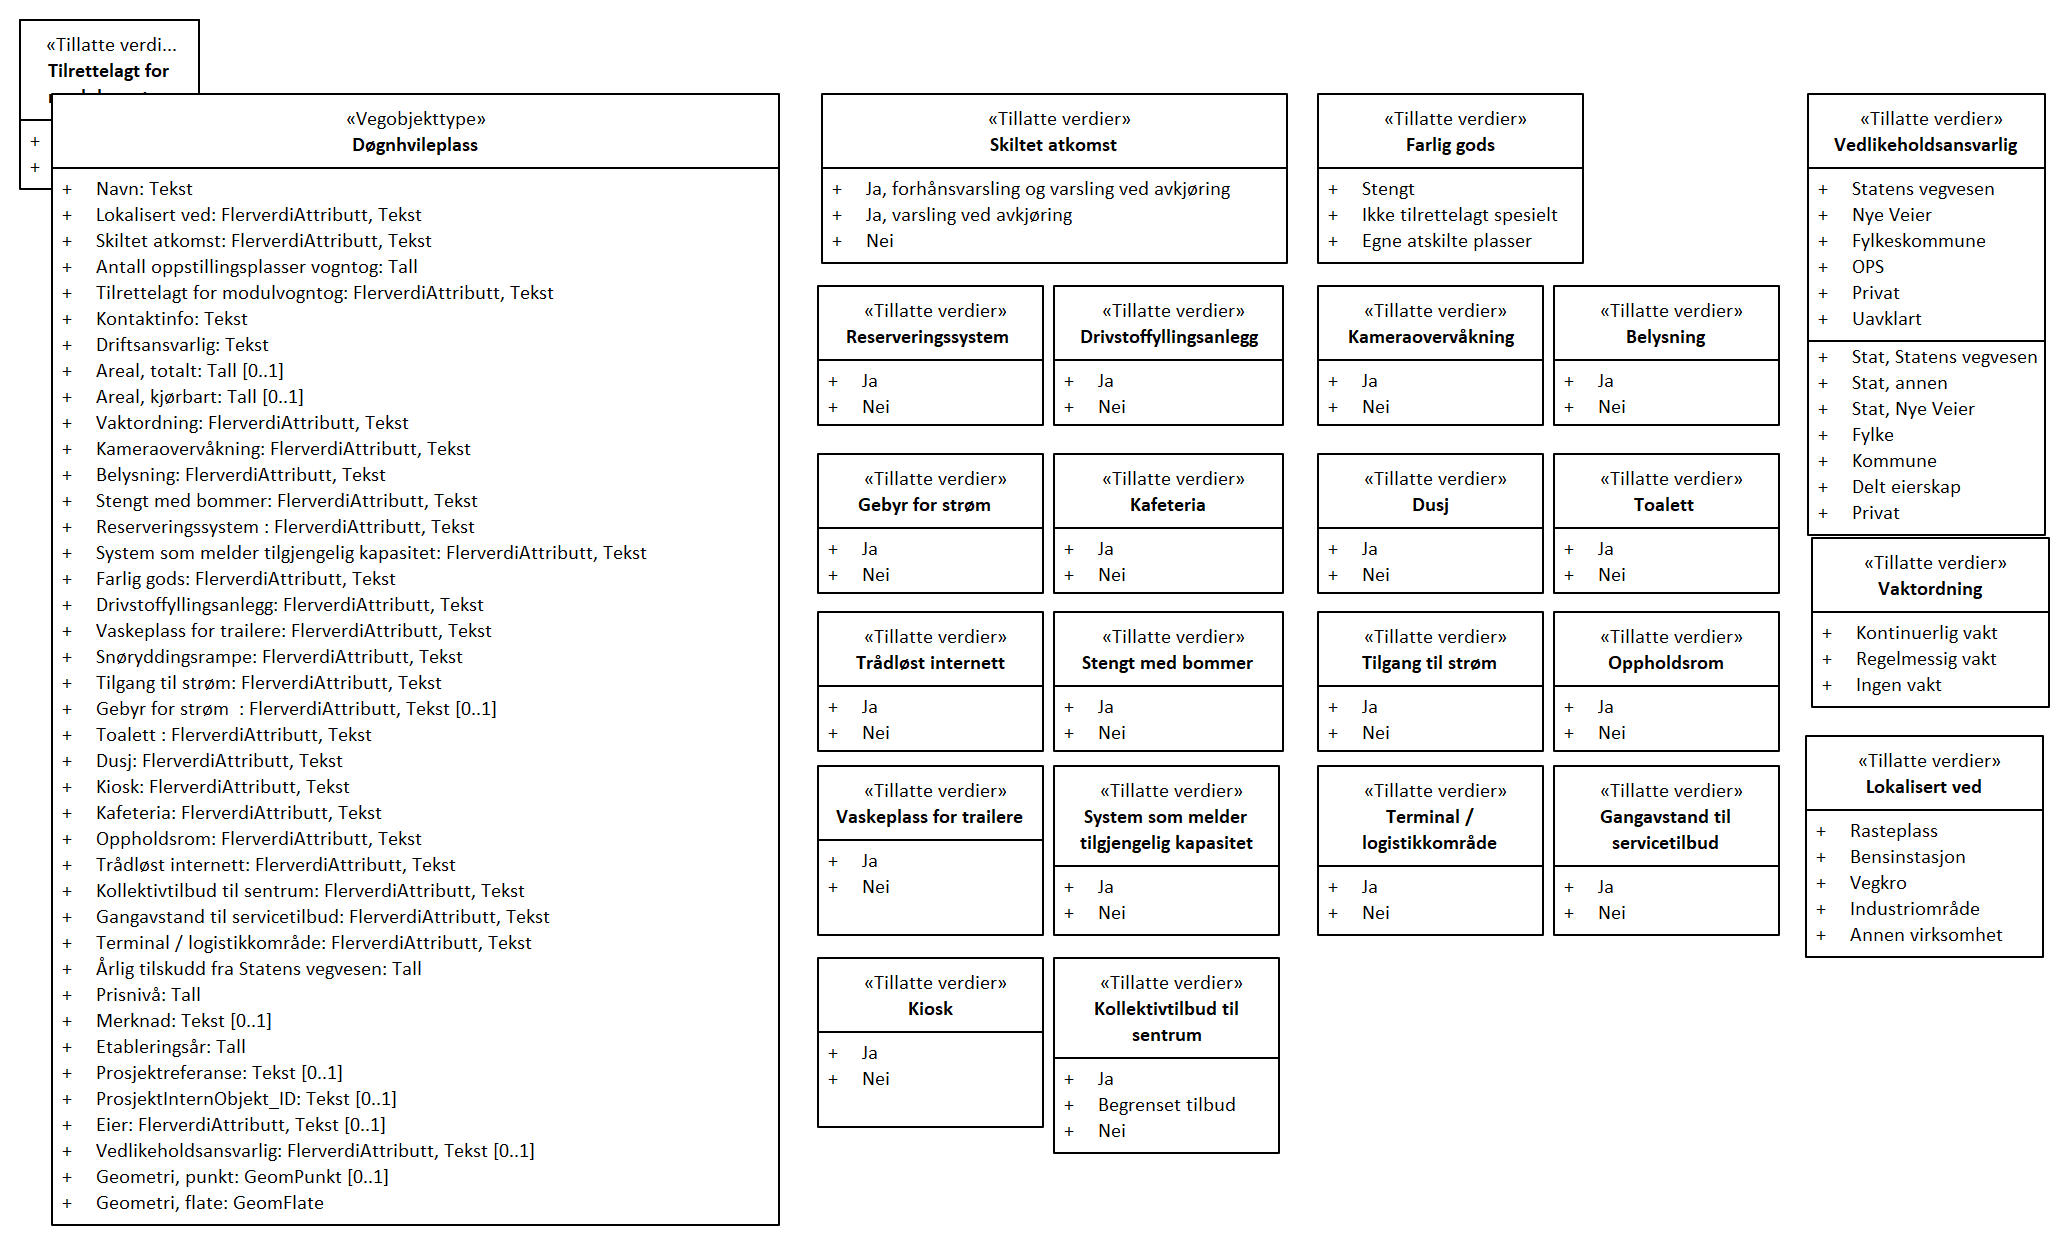 «Tillatte verdi...
Tilrettelagt for
+
+
«Vegobjekttype»
Døgnhvileplass
+ Navn: Tekst
+ Lokalisert ved: FlerverdiAttributt, Tekst
+ Skiltet atkomst: FlerverdiAttributt, Tekst
+ Antall oppstillingsplasser vogntog: Tall
+ Tilrettelagt for modulvogntog: FlerverdiAttributt, Tekst
+ Kontaktinfo: Tekst
+ Driftsansvarlig: Tekst
+ Areal, totalt: Tall [0..1]
+ Areal, kjørbart: Tall [0..1]
+ Vaktordning: FlerverdiAttributt, Tekst
+ Kameraovervåkning: FlerverdiAttributt, Tekst
+ Belysning: FlerverdiAttributt, Tekst
+ Stengt med bommer: FlerverdiAttributt, Tekst
+ Reserveringssystem : FlerverdiAttributt, Tekst
+ System som melder tilgjengelig kapasitet: FlerverdiAttributt, Tekst
+ Farlig gods: FlerverdiAttributt, Tekst
+ Drivstoffyllingsanlegg: FlerverdiAttributt, Tekst
+ Vaskeplass for trailere: FlerverdiAttributt, Tekst
+ Snøryddingsrampe: FlerverdiAttributt, Tekst
+ Tilgang til strøm: FlerverdiAttributt, Tekst
+ Gebyr for strøm  : FlerverdiAttributt, Tekst [0..1]
+ Toalett : FlerverdiAttributt, Tekst
+ Dusj: FlerverdiAttributt, Tekst
+ Kiosk: FlerverdiAttributt, Tekst
+ Kafeteria: FlerverdiAttributt, Tekst
+ Oppholdsrom: FlerverdiAttributt, Tekst
+ Trådløst internett: FlerverdiAttributt, Tekst
+ Kollektivtilbud til sentrum: FlerverdiAttributt, Tekst
+ Gangavstand til servicetilbud: FlerverdiAttributt, Tekst
+ Terminal / logistikkområde: FlerverdiAttributt, Tekst
+ Årlig tilskudd fra Statens vegvesen: Tall
+ Prisnivå: Tall
+ Merknad: Tekst [0..1]
+ Etableringsår: Tall
+ Prosjektreferanse: Tekst [0..1]
+ ProsjektInternObjekt_ID: Tekst [0..1]
+ Eier: FlerverdiAttributt, Tekst [0..1]
+ Vedlikeholdsansvarlig: FlerverdiAttributt, Tekst [0..1]
+ Geometri, punkt: GeomPunkt [0..1]
+ Geometri, flate: GeomFlate
«Tillatte verdier»
Skiltet atkomst
+ Ja, forhånsvarsling og varsling ved avkjøring
+ Ja, varsling ved avkjøring
+ Nei
«Tillatte verdier»
Farlig gods
+ Stengt
+ Ikke tilrettelagt spesielt
+ Egne atskilte plasser
«Tillatte verdier»
Reserveringssystem
+ Ja
+ Nei
«Tillatte verdier»
Drivstoffyllingsanlegg
+ Ja
+ Nei
«Tillatte verdier»
Kameraovervåkning
+ Ja
+ Nei
«Tillatte verdier»
Belysning
+ Ja
+ Nei
«Tillatte verdier»
Gebyr for strøm
+ Ja
+ Nei
«Tillatte verdier»
Kafeteria
+ Ja
+ Nei
«Tillatte verdier»
Dusj
+ Ja
+ Nei
«Tillatte verdier»
Toalett
+ Ja
+ Nei
«Tillatte verdier»
Trådløst internett
+ Ja
+ Nei
«Tillatte verdier»
Stengt med bommer
+ Ja
+ Nei
«Tillatte verdier»
Tilgang til strøm
+ Ja
+ Nei
«Tillatte verdier»
Oppholdsrom
+ Ja
+ Nei
«Tillatte verdier»
Vaskeplass for trailere
+ Ja
+ Nei
«Tillatte verdier»
System som melder
tilgjengelig kapasitet
+ Ja
+ Nei
«Tillatte verdier»
Terminal /
logistikkområde
+ Ja
+ Nei
«Tillatte verdier»
Gangavstand til
servicetilbud
+ Ja
+ Nei
«Tillatte verdier»
Kiosk
+ Ja
+ Nei
«Tillatte verdier»
Kollektivtilbud til
sentrum
+ Ja
+ Begrenset tilbud
+ Nei
«Tillatte verdier»
Vedlikeholdsansvarlig
+ Statens vegvesen
+ Nye Veier
+ Fylkeskommune
+ OPS
+ Privat
+ Uavklart
+ Stat, Statens vegvesen
+ Stat, annen
+ Stat, Nye Veier
+ Fylke
+ Kommune
+ Delt eierskap
+ Privat
«Tillatte verdier»
Vaktordning
+ Kontinuerlig vakt
+ Regelmessig vakt
+ Ingen vakt
«Tillatte verdier»
Lokalisert ved
+ Rasteplass
+ Bensinstasjon
+ Vegkro
+ Industriområde
+ Annen virksomhet